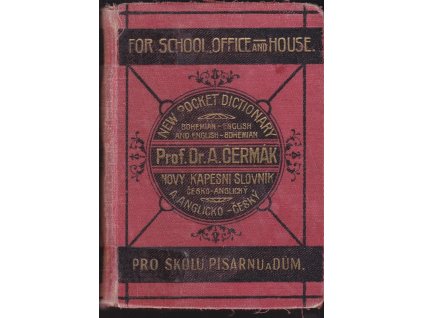 FOR SCHOOL, OFFICE AND HOUSE.
NEW POCKET DICTIONARY
BOHEMIAN-ENGLISH
AND ENGLISH-BOHEMIAN
Prof. Dr. A. ČERMÁK
NOVÝ KAPESNÍ SLOVNÍK
ČESKO-ANGLICKÝ
A ANGLICKO-ČESKÝ
PRO ŠKOLU, PÍSÁRNU A DŮM.